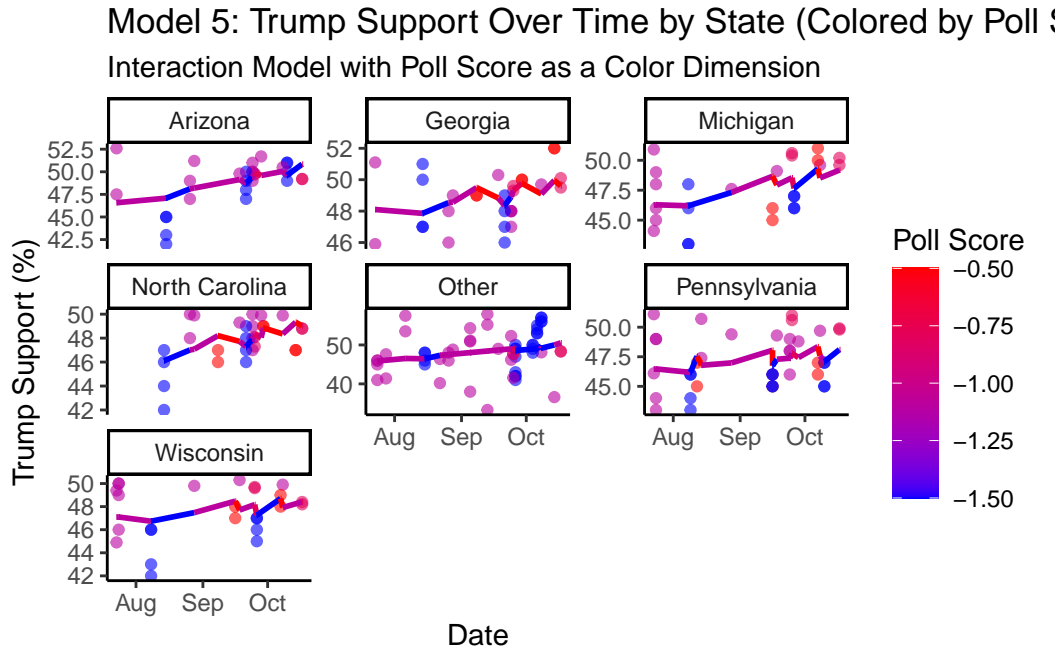 Model 5: Trump Support Over Time by State (Colored by Poll S
Interaction Model with Poll Score as a Color Dimension
Trump Support (%)
Arizona
52.5
50.0
47.5
45.0
42.5
Georgia
52
50
48
46
Michigan
50.0
47.5
45.0
North Carolina
50
48
46
44
42
Other
50
40
Aug Sep Oct
Pennsylvania
50.0
47.5
45.0
Aug Sep Oct
Wisconsin
50
48
46
44
42
Aug Sep Oct
Date
Poll Score
−0.50
−0.75
−1.00
−1.25
−1.50